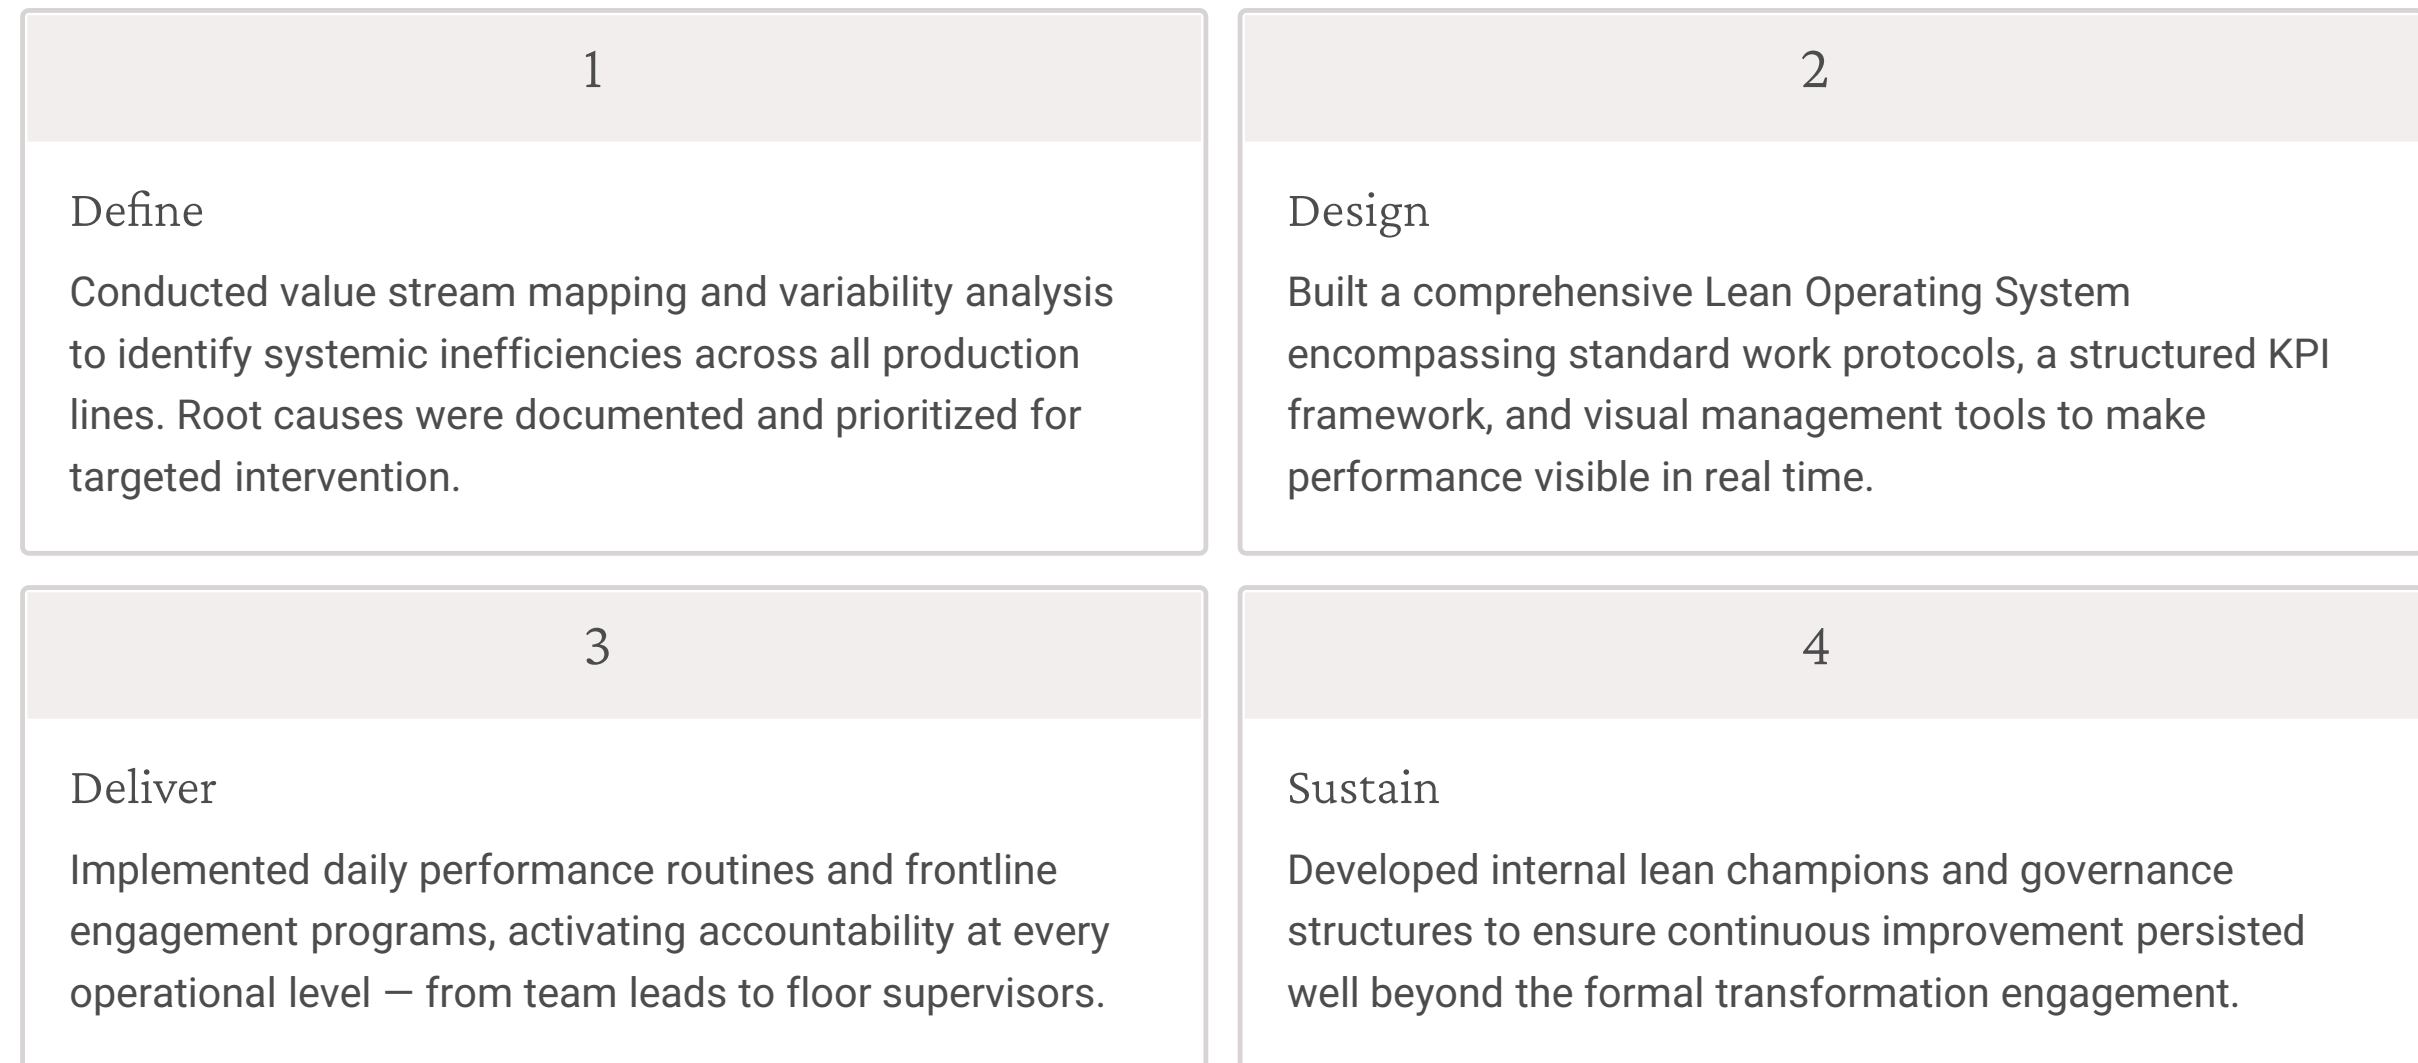 1
Define
Conducted value stream mapping and variability analysis
to identify systemic inefficiencies across all production
lines. Root causes were documented and prioritized for
targeted intervention.
2
Design
Built a comprehensive Lean Operating System
encompassing standard work protocols, a structured KPI
framework, and visual management tools to make
performance visible in real time.
3
Deliver
Implemented daily performance routines and frontline
engagement programs, activating accountability at every
operational level — from team leads to floor supervisors.
4
Sustain
Developed internal lean champions and governance
structures to ensure continuous improvement persisted
well beyond the formal transformation engagement.